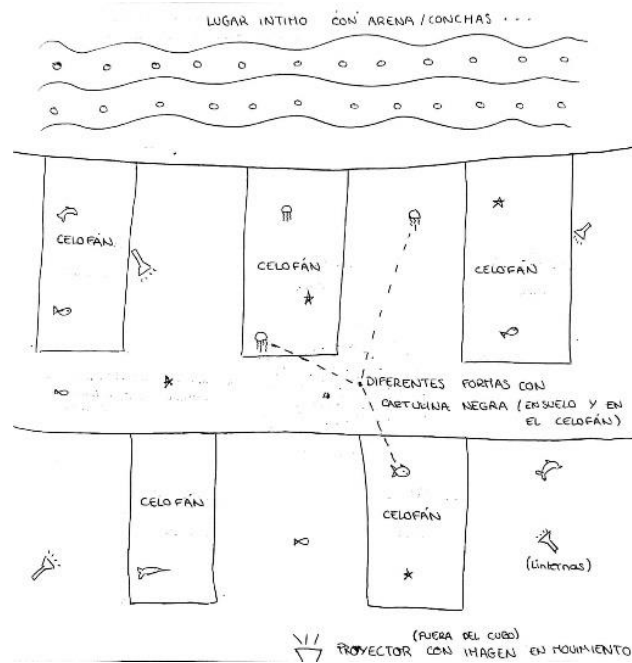 LUGAR INTIMO CON ARENA/CONCHAS ...
CELOFÁN
CELOFÁN
CELOFÁN
DIFERENTES FORMAS CON
CARTULINA NEGRA (EN SUELO Y EN
EL CELOFÁN)
CELOFÁN
CELOFÁN
(Linternas)
(FUERA DEL CUBO)
PROYECTOR CON IMAGEN EN MOVIMIENTO